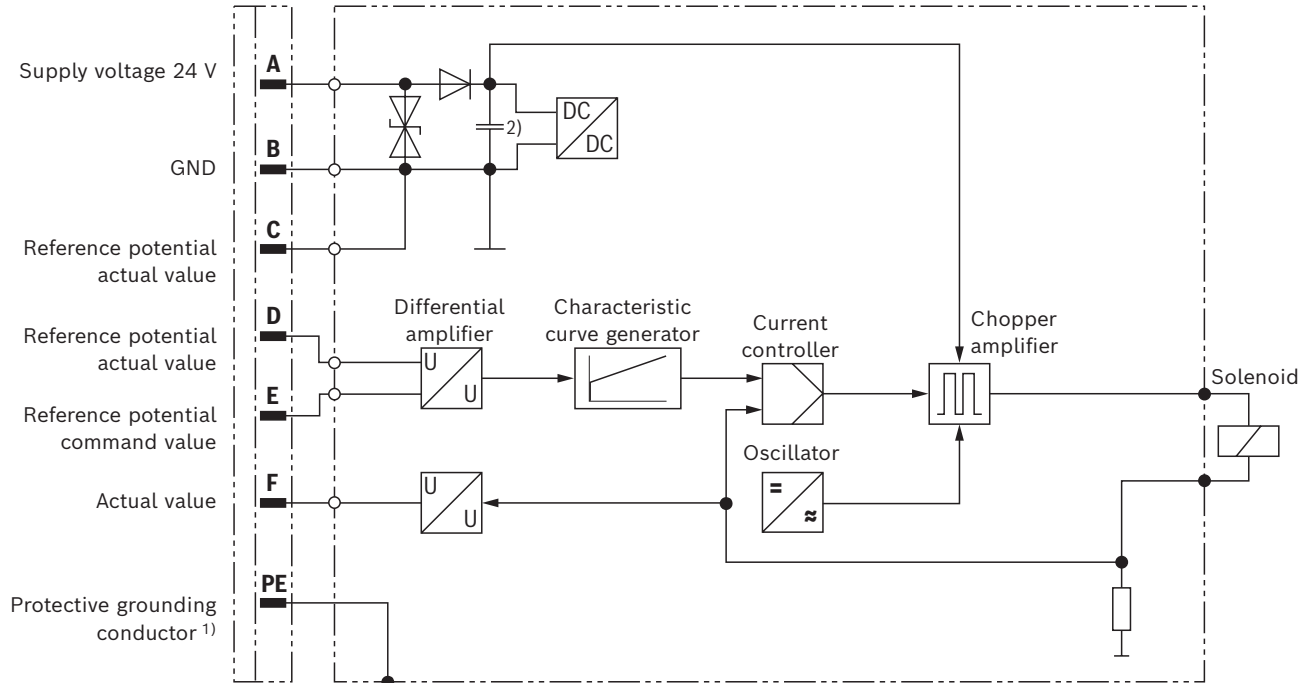 Supply voltage 24 V
A
DC
DC
2)
GND
B
Reference potential
actual value
C
Reference potential
actual value
D
Differential
amplifier
Characteristic
curve generator
Current
controller
Chopper
amplifier
Solenoid
U
U
Reference potential
command value
E
Oscillator
=
≈
Actual value
F
U
U
Protective grounding
conductor 1)
PE